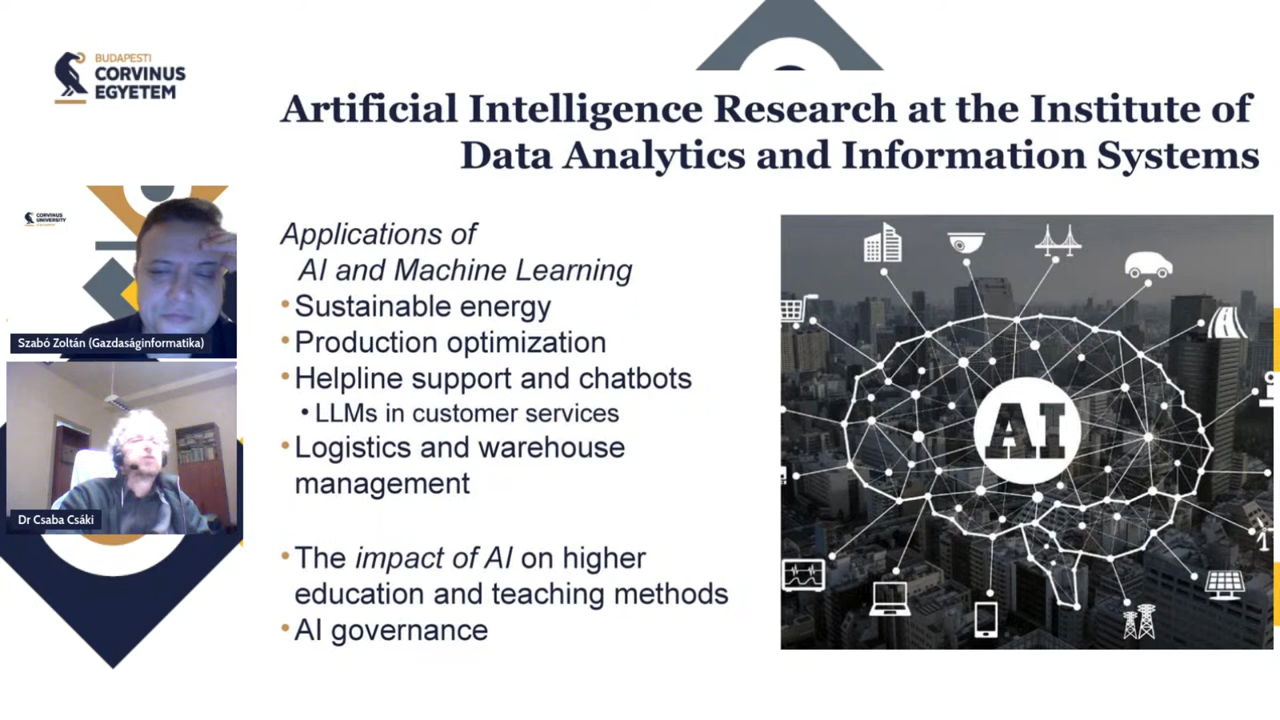 BUDAPESTI
CORVINUS
EGYETEM
Artificial Intelligence Research at the Institute of
Data Analytics and Information Systems
CORVINUS
UNIVERSITY
Szabó Zoltán (Gazdaságinformatika)
Dr Csaba Csáki
Applications of
AI and Machine Learning
• Sustainable energy
• Production optimization
• Helpline support and chatbots
• LLMs in customer services
• Logistics and warehouse
management
• The impact of AI on higher
education and teaching methods
• AI governance
AI